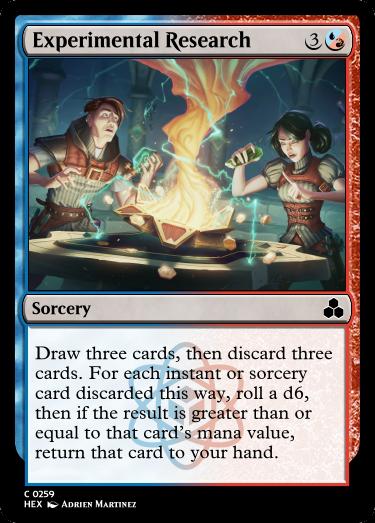 Experimental Research 3
Sorcery
Draw three cards, then discard three
cards. For each instant or sorcery
card discarded this way, roll a d6,
then if the result is greater than or
equal to that card's mana value,
return that card to your hand.
C 0259
HEX Adrien Martinez